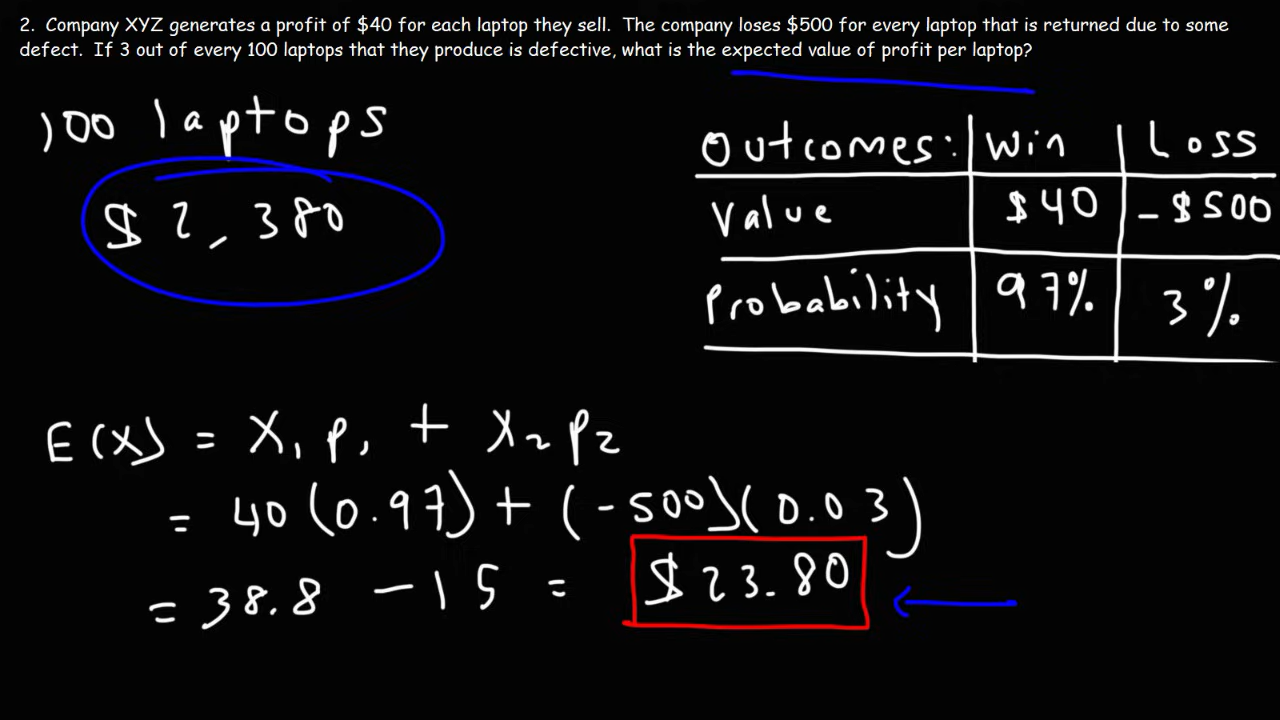 2. Company XYZ generates a profit of $40 for each laptop they sell. The company loses $500 for every laptop that is returned due to some
defect. If 3 out of every 100 laptops that they produce is defective, what is the expected value of profit per laptop?
100 laptops
$2,380
Outcomes: Win Loss
Value $40 -$500
Probability 97% 3%
E(x) = X₁ P₁ + X₂ P₂
= 40(0.97) + (-500)(0.03)
= 38.8 - 15 = $23.80